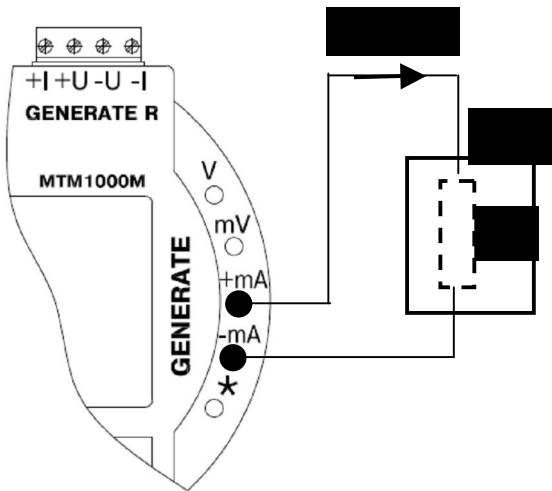 +I +U -U -I
GENERATE R
MTM1000M
V
mV
+mA
-mA
*
GENERATE